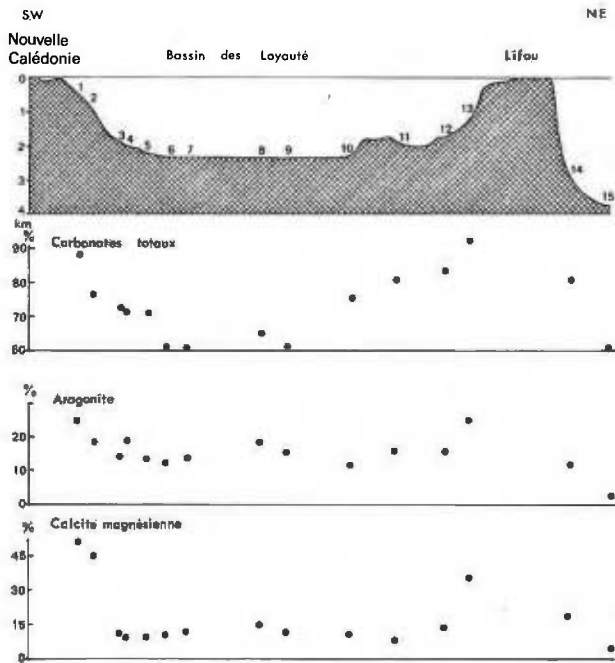 SW NE
Nouvelle
Calédonie Bassin des Loyauté Lifou
0
1
2
3
4
km
1 2 3 4 5 6 7 8 9 10 11 12 13 14 15
% Carbonates totaux
90
80
70
60
% Aragonite
20
10
0
% Calcite magnésienne
45
30
15
0